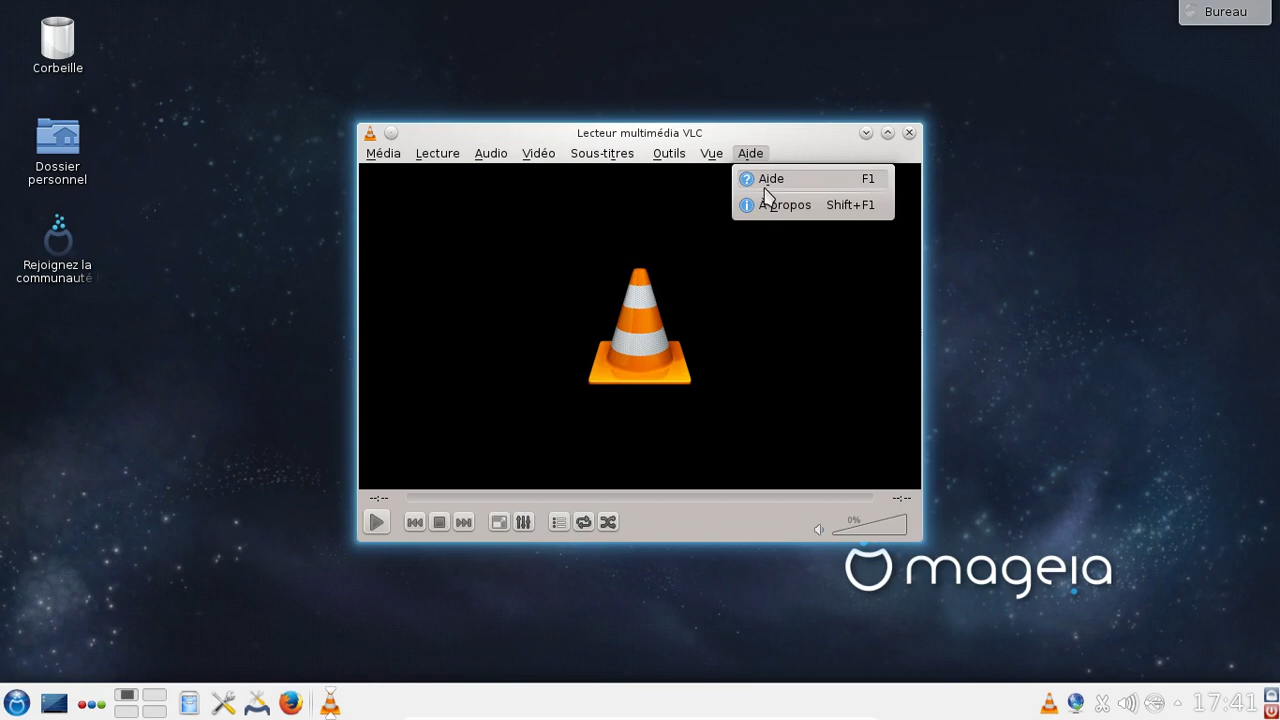 Bureau
Corbeille
Dossier
personnel
Rejoignez la
communauté
Lecteur multimédia VLC
Média Lecture Audio Vidéo Sous-titres Outils Vue Aide
Aide F1
À propos Shift+F1
--:-- --:--
0%
mageia
17:41